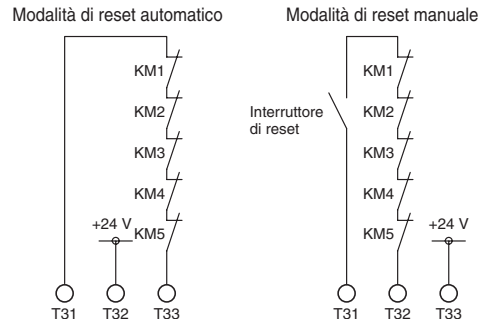 Modalità di reset automatico
KM1
KM2
KM3
KM4
KM5
+24 V
T31 T32 T33
Modalità di reset manuale
Interruttore
di reset
KM1
KM2
KM3
KM4
KM5
+24 V
T31 T32 T33